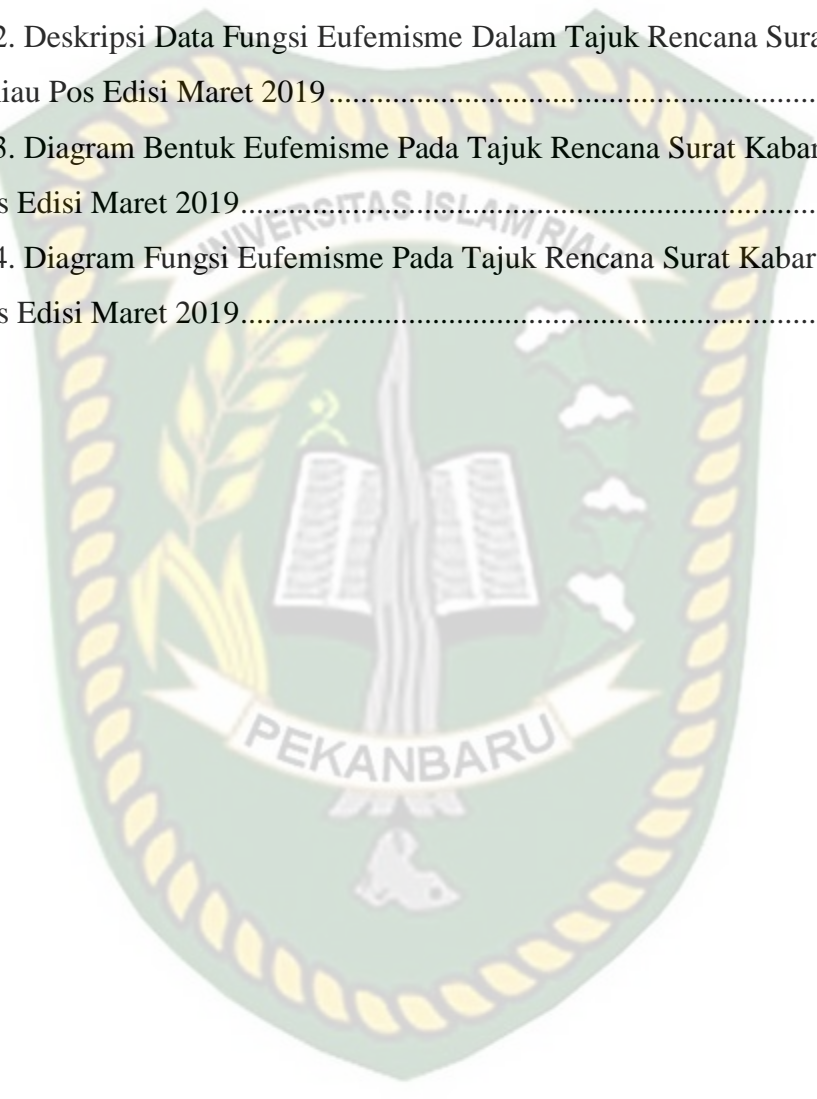 2. Deskripsi Data Fungsi Eufemisme Dalam Tajuk Rencana Sura
iau Pos Edisi Maret 2019........................................................................
3. Diagram Bentuk Eufemisme Pada Tajuk Rencana Surat Kabar
s Edisi Maret 2019..................................................................................
4. Diagram Fungsi Eufemisme Pada Tajuk Rencana Surat Kabar
s Edisi Maret 2019..................................................................................
UNIVERSITAS ISLAM RIAU
PEKANBARU